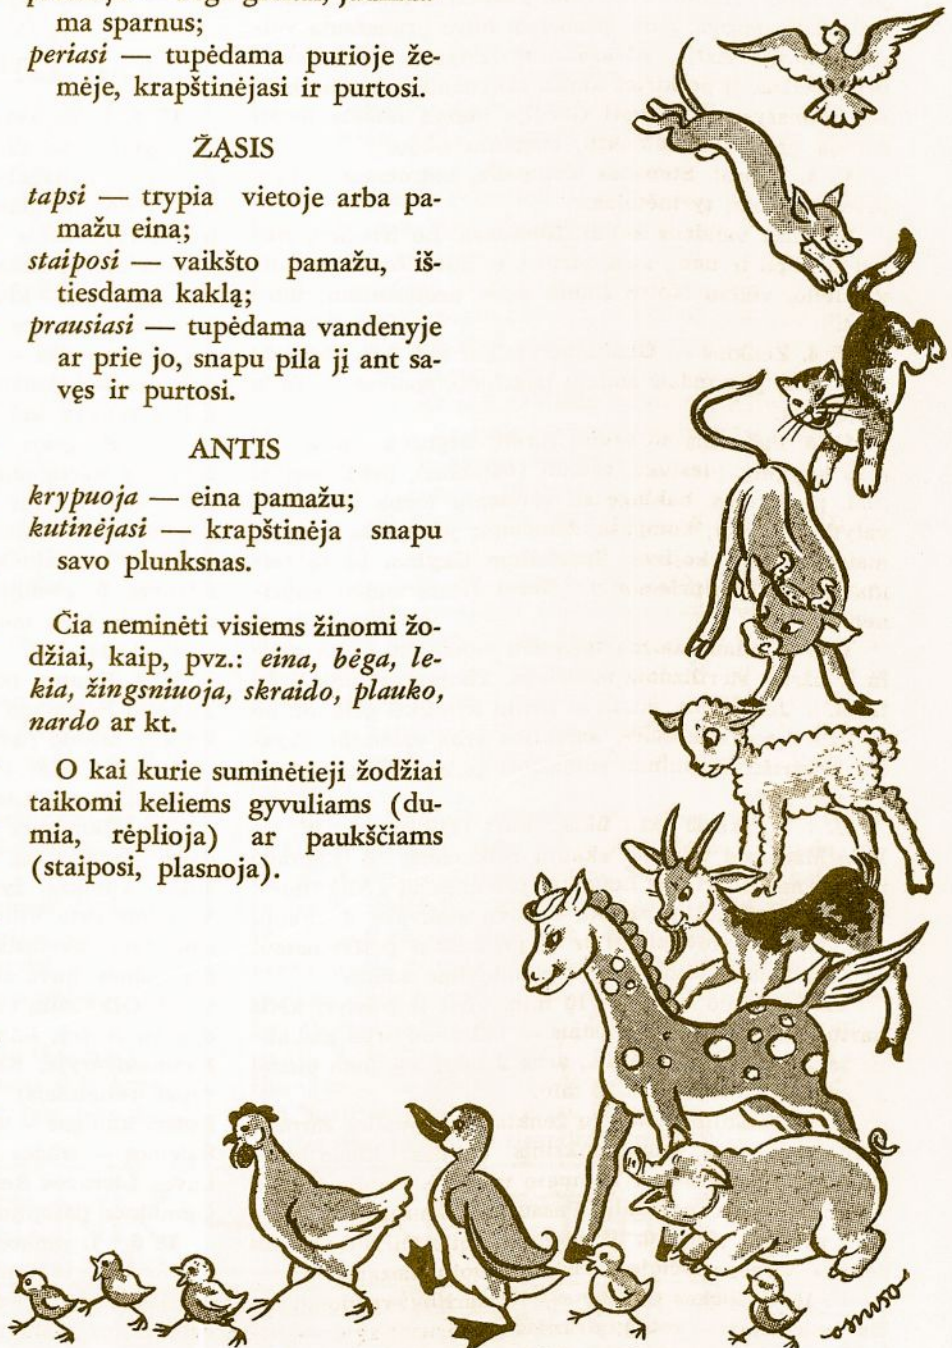 ma sparnus;
periasi — tupėdama purioje že-
mėje, krapštinėjasi ir purtosi.
ŽĄSIS
tapsi — trypia vietoje arba pa-
mažu eina;
staiposi — vaikšto pamažu, iš-
tiesdama kaklą;
prausiasi — tupėdama vandenyje
ar prie jo, snapu pila jį ant sa-
vęs ir purtosi.
ANTIS
krypuoja — eina pamažu;
kutinėjasi — krapštinėja snapu
savo plunksnas.
Čia neminėti visiems žinomi žo-
džiai, kaip, pvz.: eina, bėga, le-
kia, žingsniuoja, skraido, plauko,
nardo ar kt.
O kai kurie suminėtieji žodžiai
taikomi keliems gyvuliams (du-
mia, rėplioja) ar paukščiams
(staiposi, plasnoja).